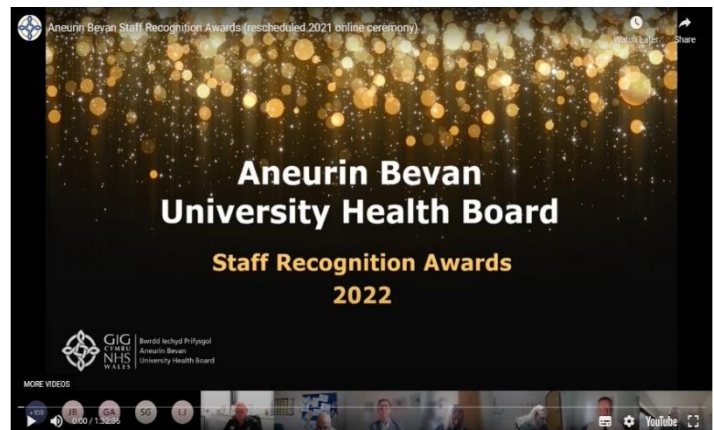 Aneurin Bevan Staff Recognition Awards (rescheduled 2021 online ceremony)
Watch Later
Share
Aneurin Bevan
University Health Board
Staff Recognition Awards
2022
GIG
CYMRU
NHS
WALES
Bwrdd Iechyd Prifysgol
Aneurin Bevan
University Health Board
MORE VIDEOS
JB
GA
SG
LJ
0:00 / 1:32:36
YouTube